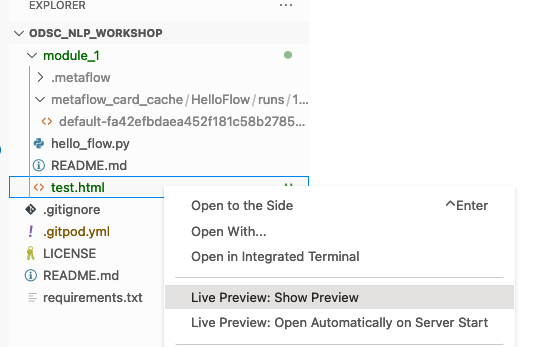 EXPLORER
ODSC_NLP_WORKSHOP
module_1
.metaflow
metaflow_card_cache/HelloFlow/runs/1...
default-fa42efbdaea452f181c58b2785...
hello_flow.py
README.md
test.html
.gitignore
.gitpod.yml
LICENSE
README.md
requirements.txt
Open to the Side ^Enter
Open With...
Open in Integrated Terminal
Live Preview: Show Preview
Live Preview: Open Automatically on Server Start